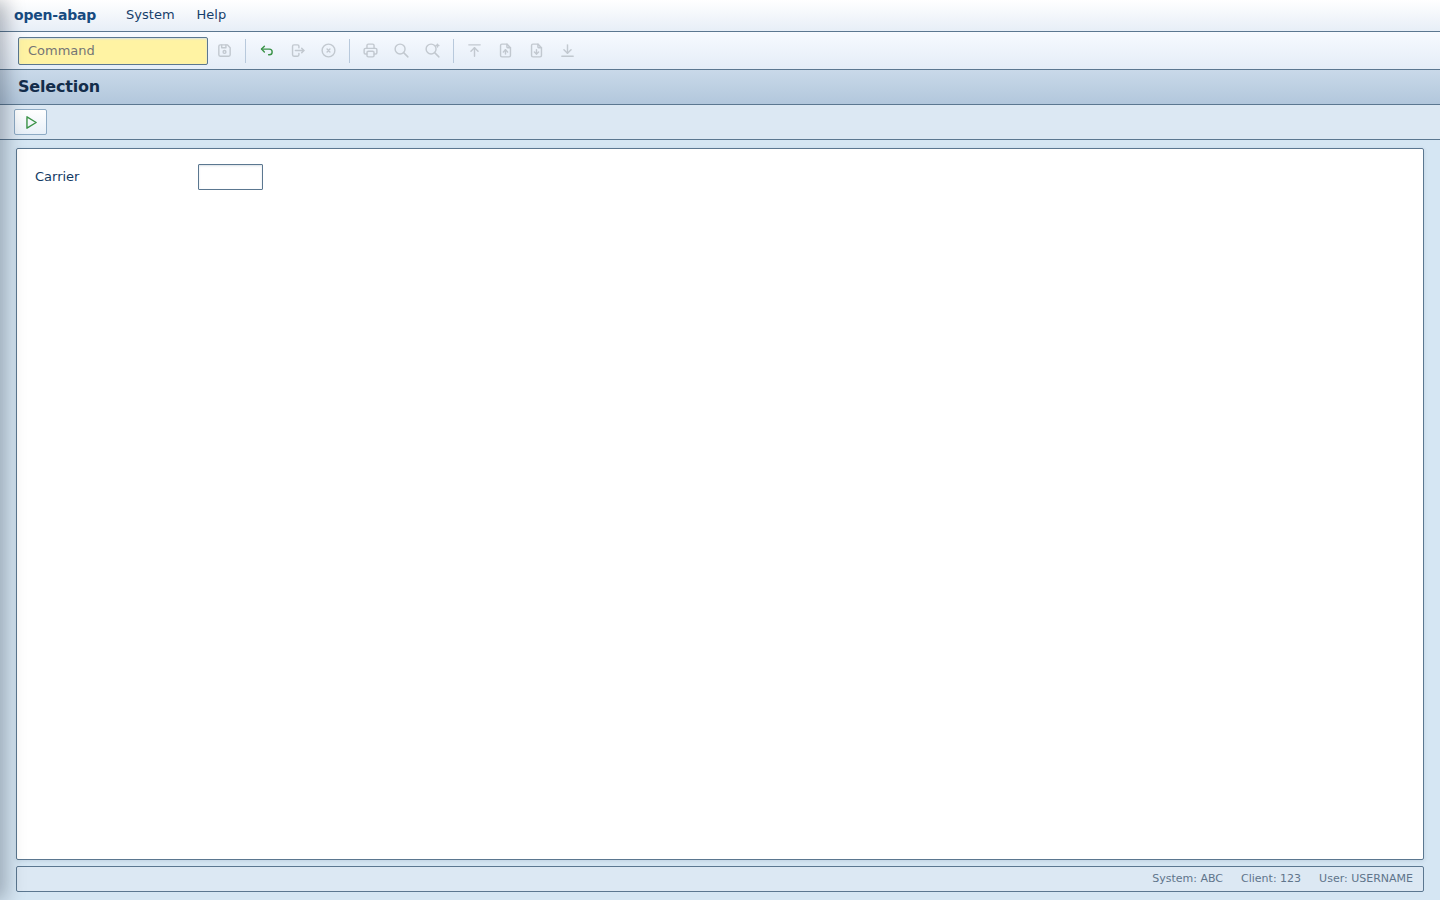 open-abap System Help
Command
Selection
Carrier
System: ABC Client: 123 User: USERNAME